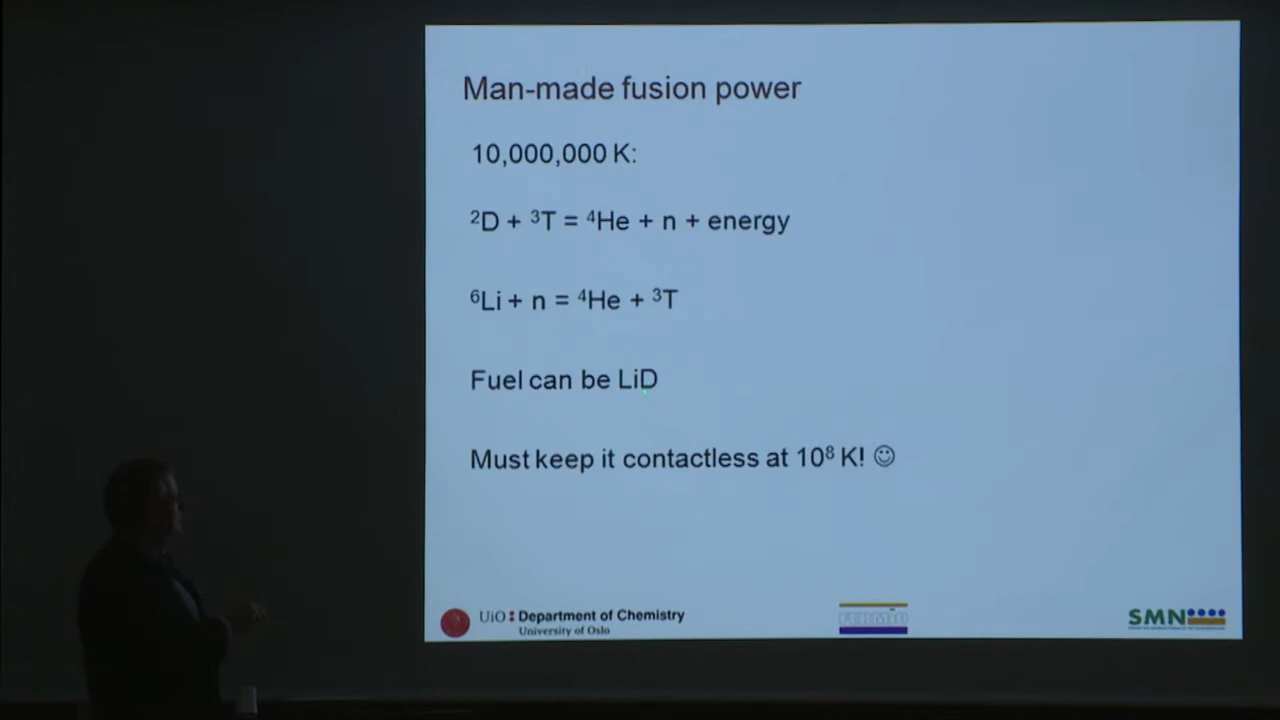 Man-made fusion power
10,000,000 K:
²D + ³T = ⁴He + n + energy
⁶Li + n = ⁴He + ³T
Fuel can be LiD
Must keep it contactless at 10⁸ K! ☺
UiO: Department of Chemistry
University of Oslo
FERMiO
SMN